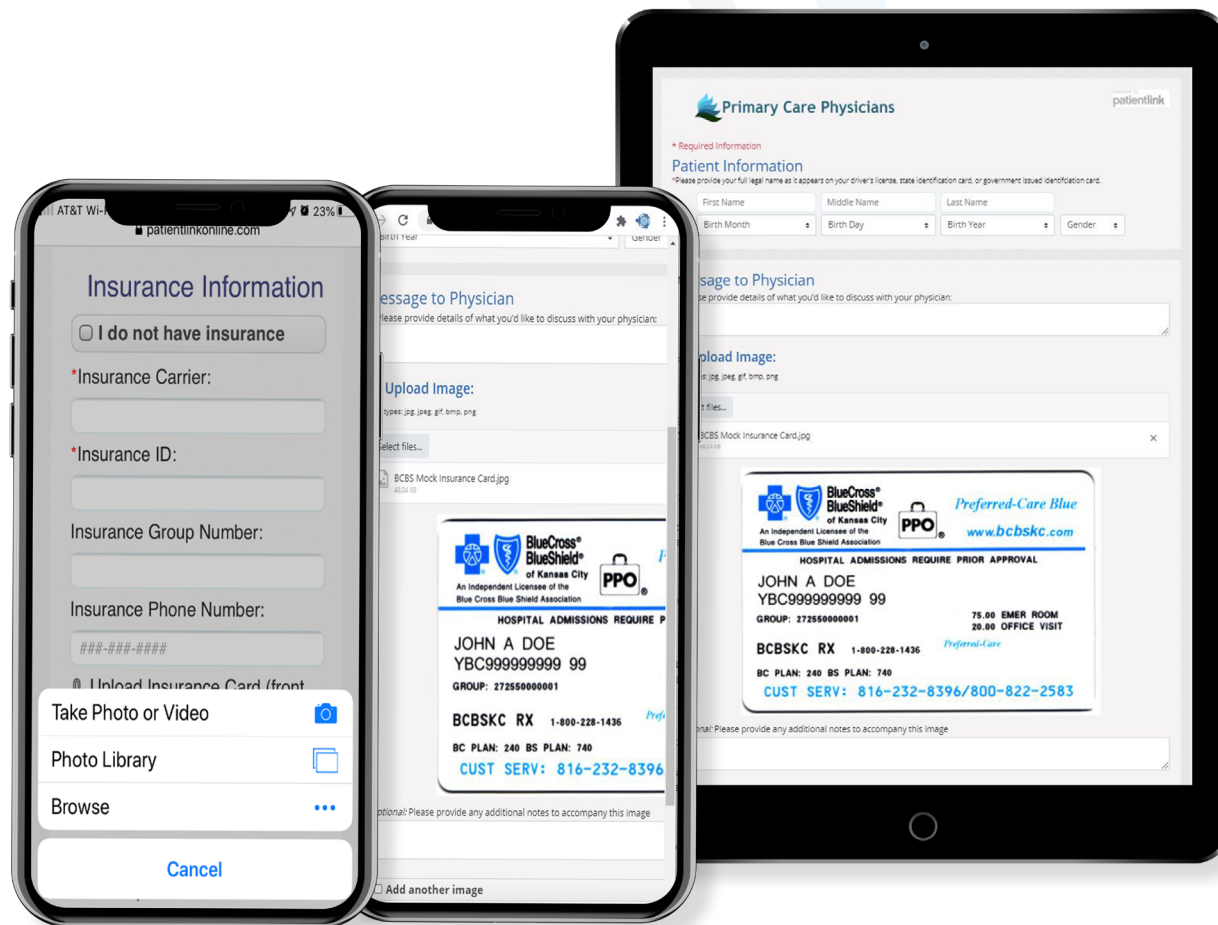 AT&T Wi-
23%
patientlinkonline.com
Insurance Information
I do not have insurance
*Insurance Carrier:
*Insurance ID:
Insurance Group Number:
Insurance Phone Number:
###-###-####
Upload Insurance Card (front
Take Photo or Video
Photo Library
Browse
Cancel
Birth Year
Gender
essage to Physician
Please provide details of what you'd like to discuss with your physician:
Upload Image:
types: jpg, jpeg, gif, bmp, png
Select files...
BCBS Mock Insurance Card.jpg
48.24 KB
BlueCross®
BlueShield®
of Kansas City
An Independent Licensee of the
Blue Cross Blue Shield Association
PPO®
HOSPITAL ADMISSIONS REQUIRE P
JOHN A DOE
YBC999999999 99
GROUP: 272550000001
BCBSKC RX 1-800-228-1436
Prefe
BC PLAN: 240 BS PLAN: 740
CUST SERV: 816-232-8396
ptional: Please provide any additional notes to accompany this image
Add another image
Primary Care Physicians
patientlink
* Required Information
Patient Information
*Please provide your full legal name as it appears on your driver's license, state identification card, or government issued identifdation card.
First Name
Middle Name
Last Name
Birth Month
Birth Day
Birth Year
Gender
sage to Physician
se provide details of what you'd like to discuss with your physician:
pload Image:
s: jpg, jpeg, gif, bmp, png
t files...
BCBS Mock Insurance Card.jpg
48.24 KB
BlueCross®
BlueShield®
of Kansas City
An Independent Licensee of the
Blue Cross Blue Shield Association
PPO®
Preferred-Care Blue
www.bcbskc.com
HOSPITAL ADMISSIONS REQUIRE PRIOR APPROVAL
JOHN A DOE
YBC999999999 99
GROUP: 272550000001
75.00 EMER ROOM
20.00 OFFICE VISIT
BCBSKC RX 1-800-228-1436
Preferred-Care
BC PLAN: 240 BS PLAN: 740
CUST SERV: 816-232-8396/800-822-2583
onal: Please provide any additional notes to accompany this image